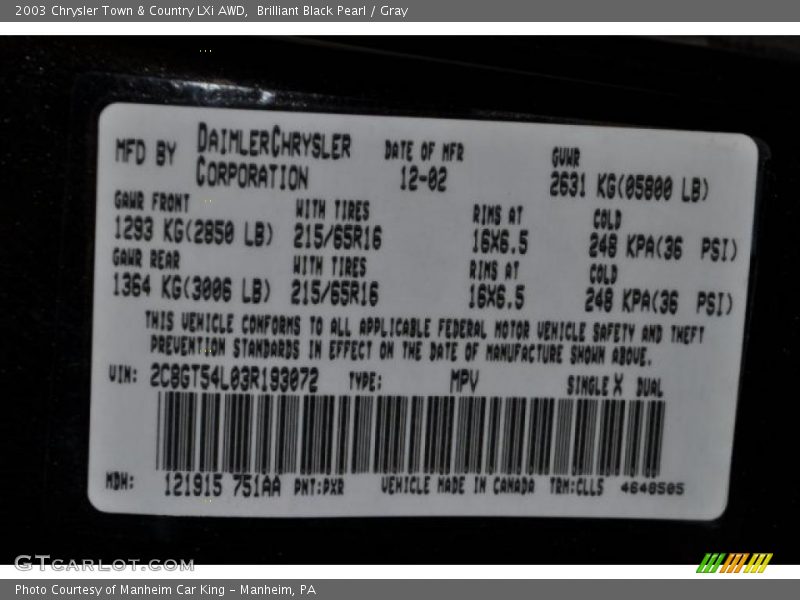 2003 Chrysler Town & Country LXi AWD, Brilliant Black Pearl / Gray
MFD BY DAIMLERCHRYSLER CORPORATION DATE OF MFR 12-02 GVWR 2631 KG(05800 LB)
GAWR FRONT WITH TIRES RIMS AT COLD
1293 KG(2850 LB) 215/65R16 16X6.5 248 KPA(36 PSI)
GAWR REAR WITH TIRES RIMS AT COLD
1364 KG(3006 LB) 215/65R16 16X6.5 248 KPA(36 PSI)
THIS VEHICLE CONFORMS TO ALL APPLICABLE FEDERAL MOTOR VEHICLE SAFETY AND THEFT
PREVENTION STANDARDS IN EFFECT ON THE DATE OF MANUFACTURE SHOWN ABOVE.
VIN: 2C8GT54L03R193072 TYPE: MPV SINGLE X DUAL
MDH: 121915 751AA PNT:PXR VEHICLE MADE IN CANADA TRM:CLLS 4648505
GTCARLOT.COM
Photo Courtesy of Manheim Car King - Manheim, PA